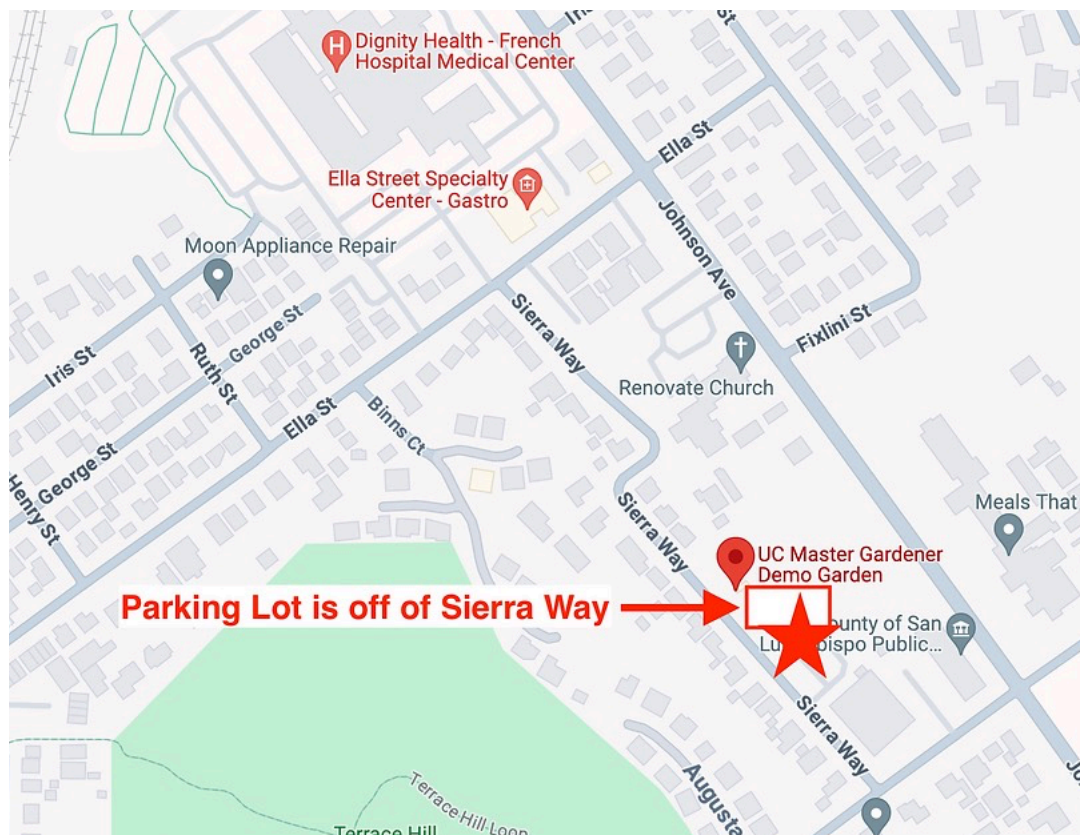 Dignity Health - French
Hospital Medical Center
Ella St
Ella Street Specialty
Center - Gastro
Johnson Ave
Moon Appliance Repair
Sierra Way
George St
Fixlini St
Iris St
Ruth St
Renovate Church
Ella St
Binns Ct
George St
Henry St
Sierra Way
Meals That
UC Master Gardener
Demo Garden
Parking Lot is off of Sierra Way
ounty of San
Lu bispo Public...
Sierra Way
Augusta
Terrace Hill Loop
Terrace Hill